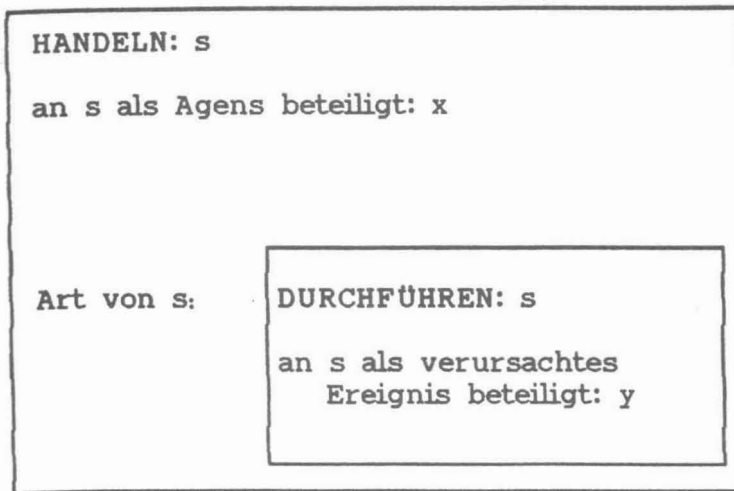 HANDELN: s
an s als Agens beteiligt: x
Art von s:
DURCHFÜHREN: s
an s als verursachtes
Ereignis beteiligt: y